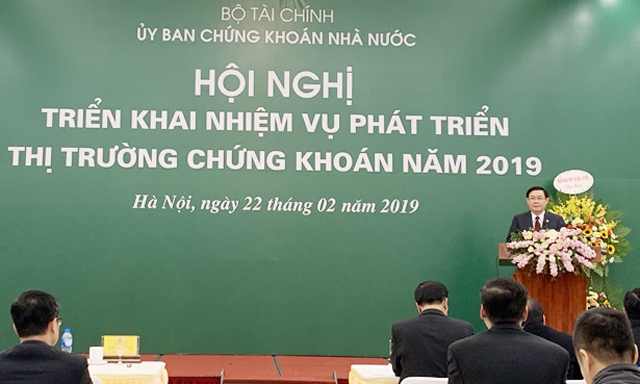 BỘ TÀI CHÍNH
ỦY BAN CHỨNG KHOÁN NHÀ NƯỚC
HỘI NGHỊ
TRIỂN KHAI NHIỆM VỤ PHÁT TRIỂN
THỊ TRƯỜNG CHỨNG KHOÁN NĂM 2019
Hà Nội, ngày 22 tháng 02 năm 2019